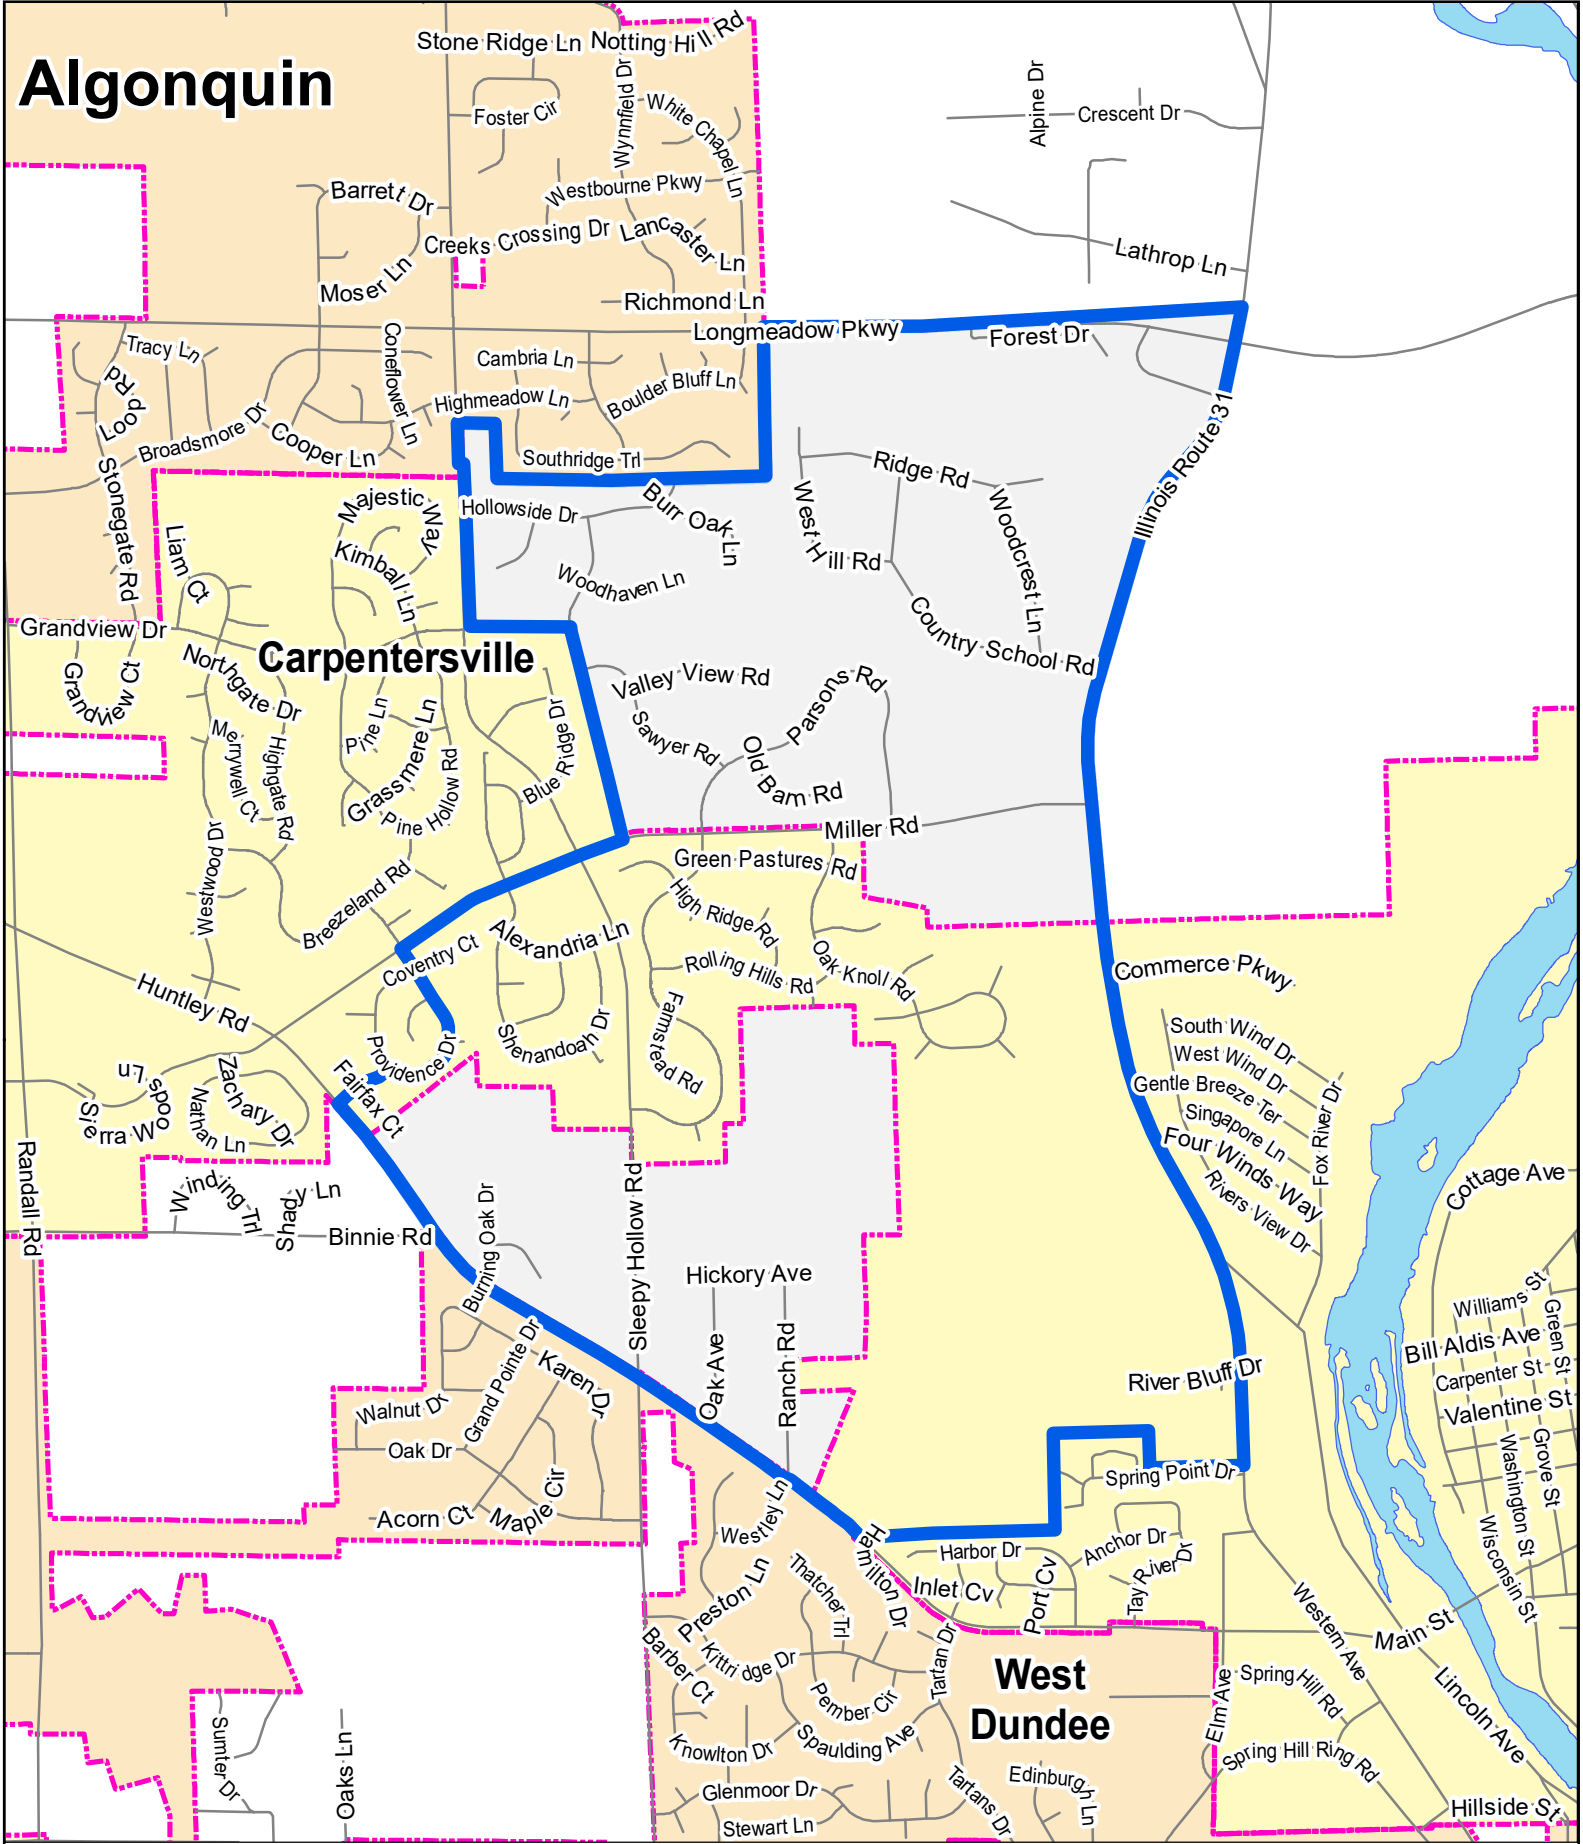 Stone Ridge Ln
Notting Hill Rd
Algonquin
Foster Cir
Wynnfield Dr
White Chapel Ln
Alpine Dr
Crescent Dr
Barrett Dr
Westbourne Pkwy
Creeks Crossing Dr
Lancaster Ln
Lathrop Ln
Moser Ln
Richmond Ln
Longmeadow Pkwy
Forest Dr
Tracy Ln
Coneflower Ln
Cambria Ln
Boulder Bluff Ln
Loop Rd
Highmeadow Ln
Broadsmore Dr
Cooper Ln
Southridge Trl
Illinois Route 31
Ridge Rd
Stonegate Rd
Majestic Way
Hollowside Dr
Burr Oak Ln
West Hill Rd
Woodcrest Ln
Liam Ct
Kimball Ln
Woodhaven Ln
Grandview Dr
Carpentersville
Country School Rd
Grandview Ct
Northgate Dr
Valley View Rd
Parsons Rd
Merrywell Ct
Highgate Rd
Pine Ln
Grassmere Ln
Blue Ridge Dr
Sawyer Rd
Old Barn Rd
Pine Hollow Rd
Miller Rd
Westwood Dr
Breezeland Rd
Green Pastures Rd
High Ridge Rd
Alexandria Ln
Coventry Ct
Rolling Hills Rd
Oak Knoll Rd
Commerce Pkwy
Huntley Rd
Providence Dr
Shenandoah Dr
Farmstead Rd
South Wind Dr
West Wind Dr
Gentle Breeze Ter
Singapore Ln
Four Winds Way
Rivers View Dr
Fox River Dr
Sierra Woods Ln
Nathan Ln
Zachary Dr
Fairfax Ct
Randall Rd
Winding Trl
Shady Ln
Binnie Rd
Burning Oak Dr
Sleepy Hollow Rd
Cottage Ave
Hickory Ave
Oak Ave
Ranch Rd
Williams St
Green St
Bill Aldis Ave
Carpenter St
Valentine St
River Bluff Dr
Karen Dr
Grand Pointe Dr
Walnut Dr
Oak Dr
Acorn Ct
Maple Cir
Spring Point Dr
Washington St
Grove St
Wisconsin St
Westley Ln
Hamilton Dr
Harbor Dr
Anchor Dr
Tay River Dr
Inlet Cv
Port Cv
Thatcher Trl
Preston Ln
Western Ave
Main St
Barber Ct
Kittridge Dr
Tartan Dr
West
Dundee
Elm Ave
Spring Hill Rd
Lincoln Ave
Pember Cir
Spaulding Ave
Knowlton Dr
Sumter Dr
Oaks Ln
Glenmoor Dr
Stewart Ln
Tartans Dr
Edinburgh Ln
Spring Hill Ring Rd
Hillside St